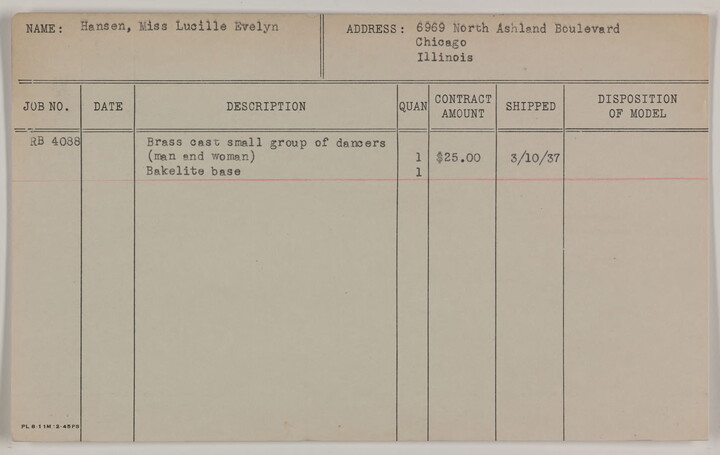 NAME: Hansen, Miss Lucille Evelyn
ADDRESS: 6969 North Ashland Boulevard
Chicago
Illinois
JOB NO. DATE DESCRIPTION QUAN CONTRACT AMOUNT SHIPPED DISPOSITION OF MODEL
RB 4088 Brass cast small group of dancers
(man and woman) 1 $25.00 3/10/37
Bakelite base 1